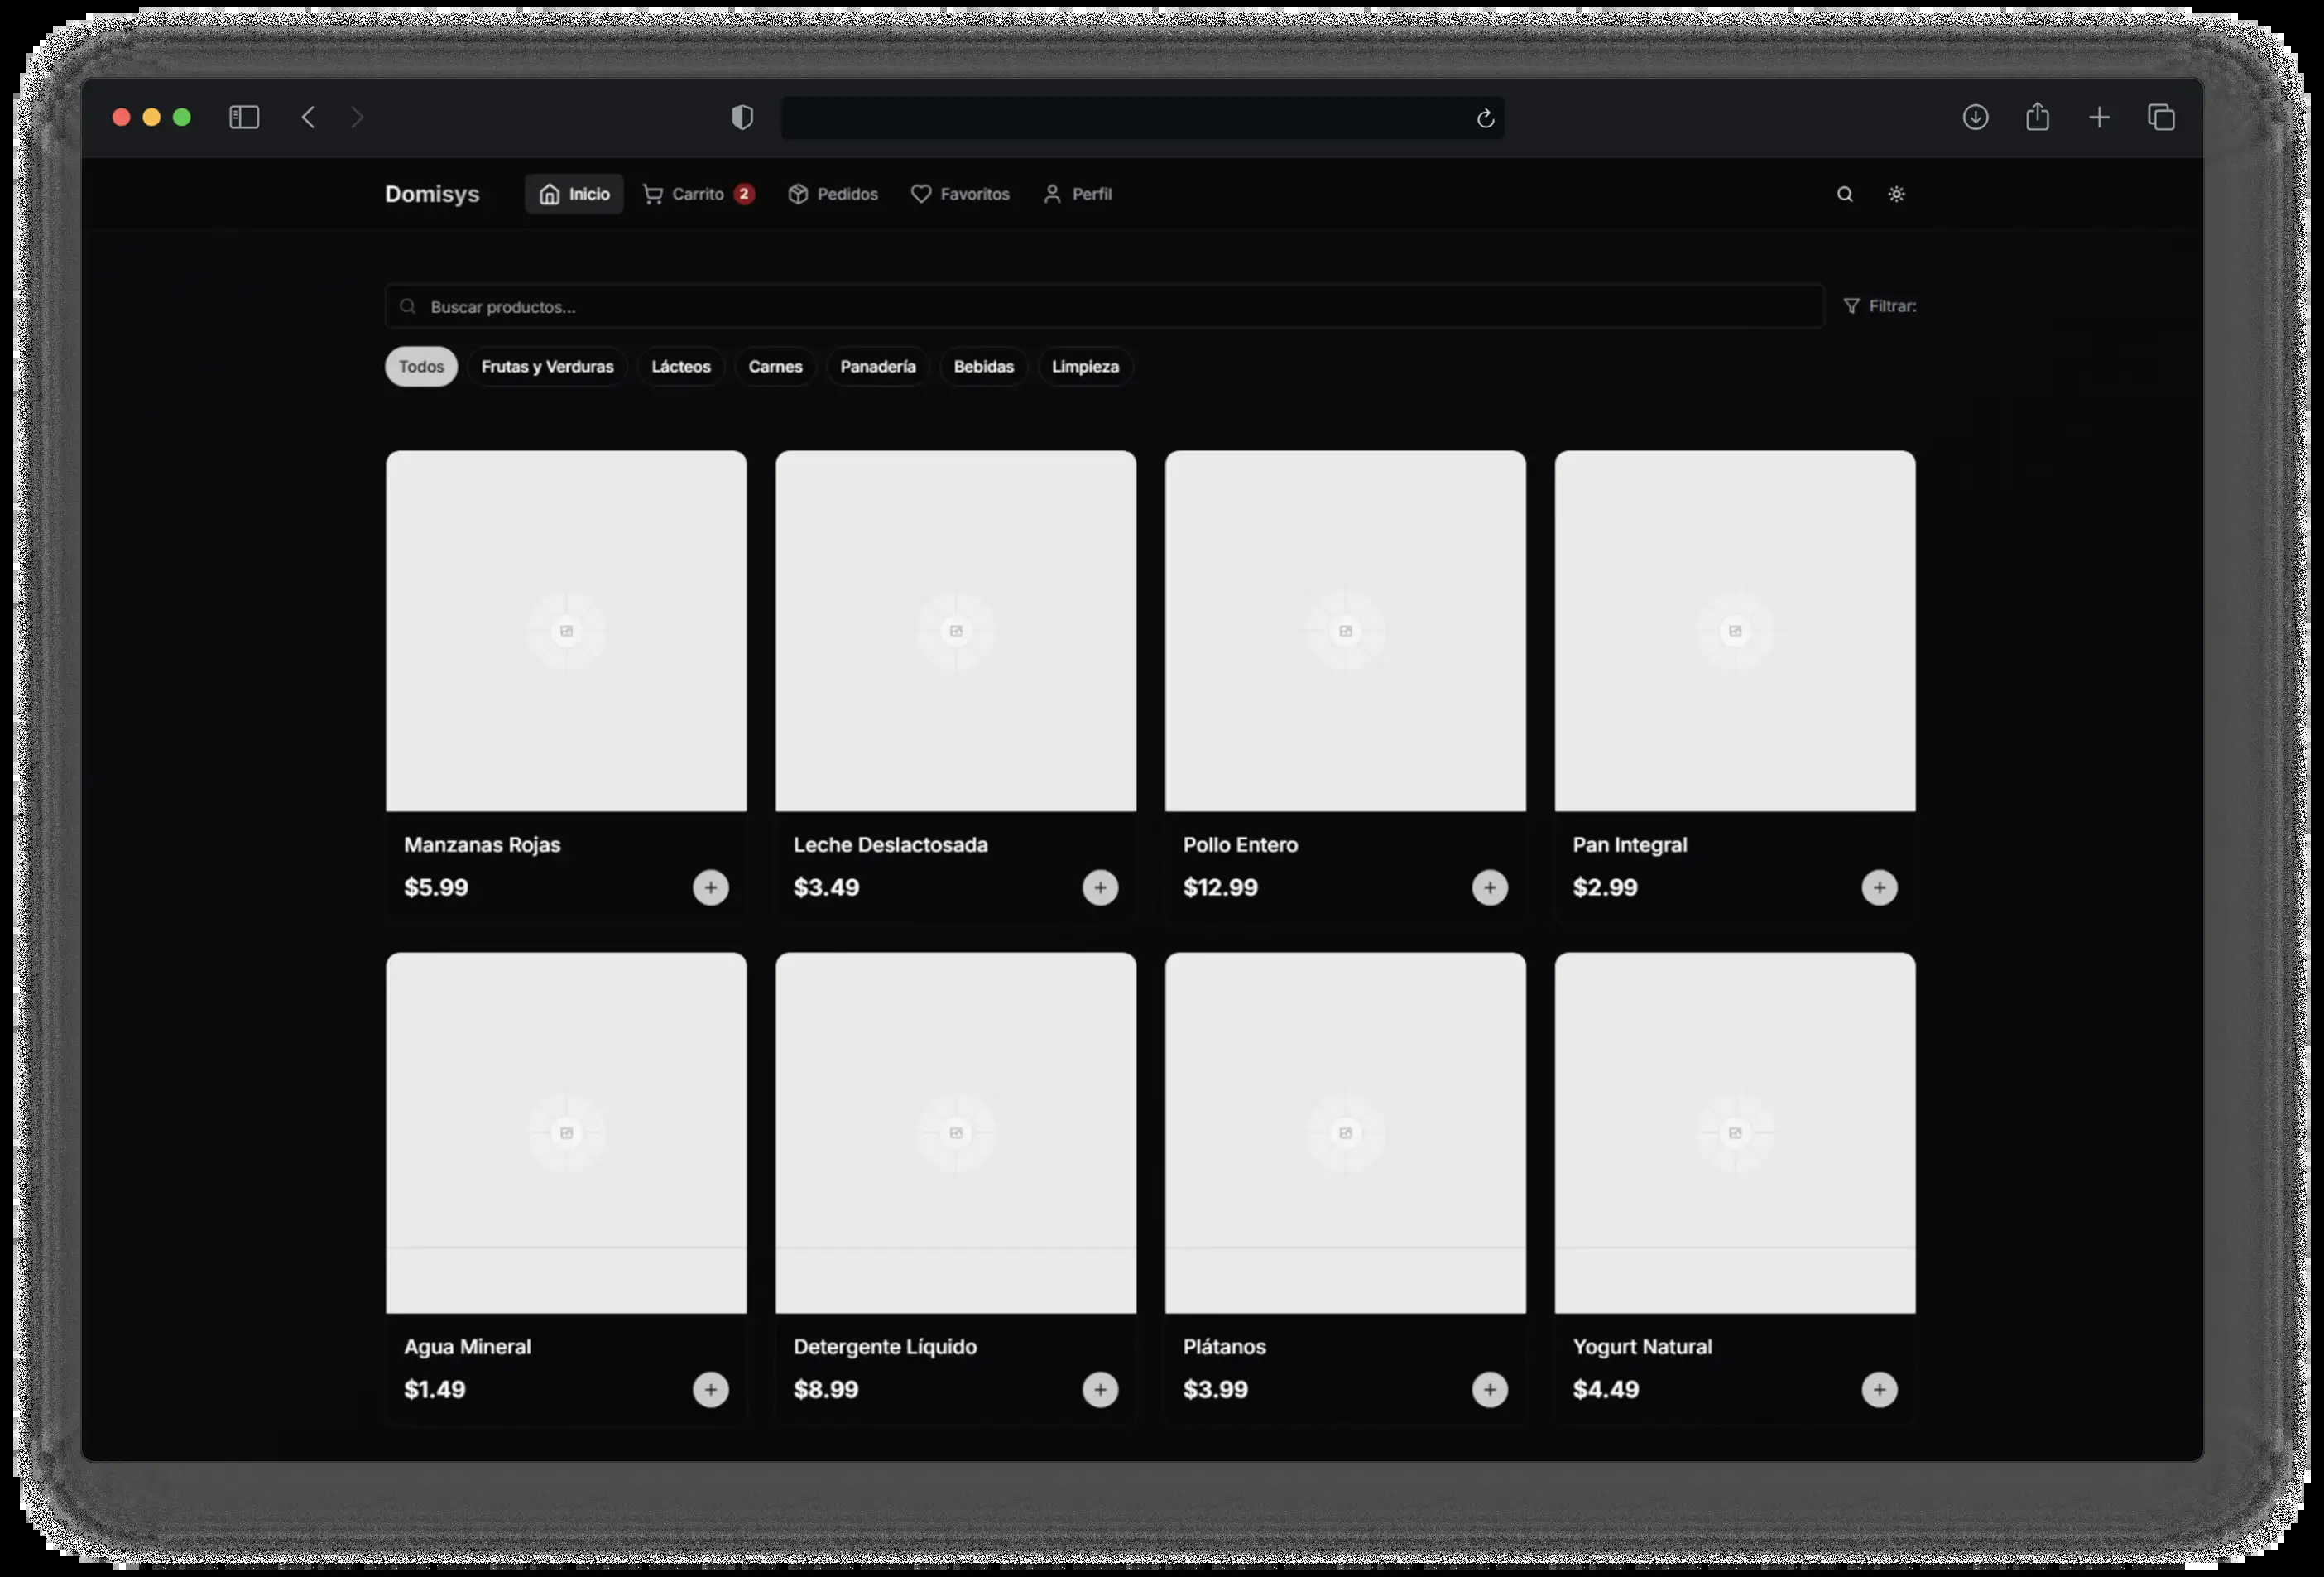 Domisys Inicio Carrito 2 Pedidos Favoritos Perfil
Buscar productos... Filtrar:
Todos Frutas y Verduras Lácteos Carnes Panadería Bebidas Limpieza
Manzanas Rojas Leche Deslactosada Pollo Entero Pan Integral
$5.99 $3.49 $12.99 $2.99
Agua Mineral Detergente Líquido Plátanos Yogurt Natural
$1.49 $8.99 $3.99 $4.49